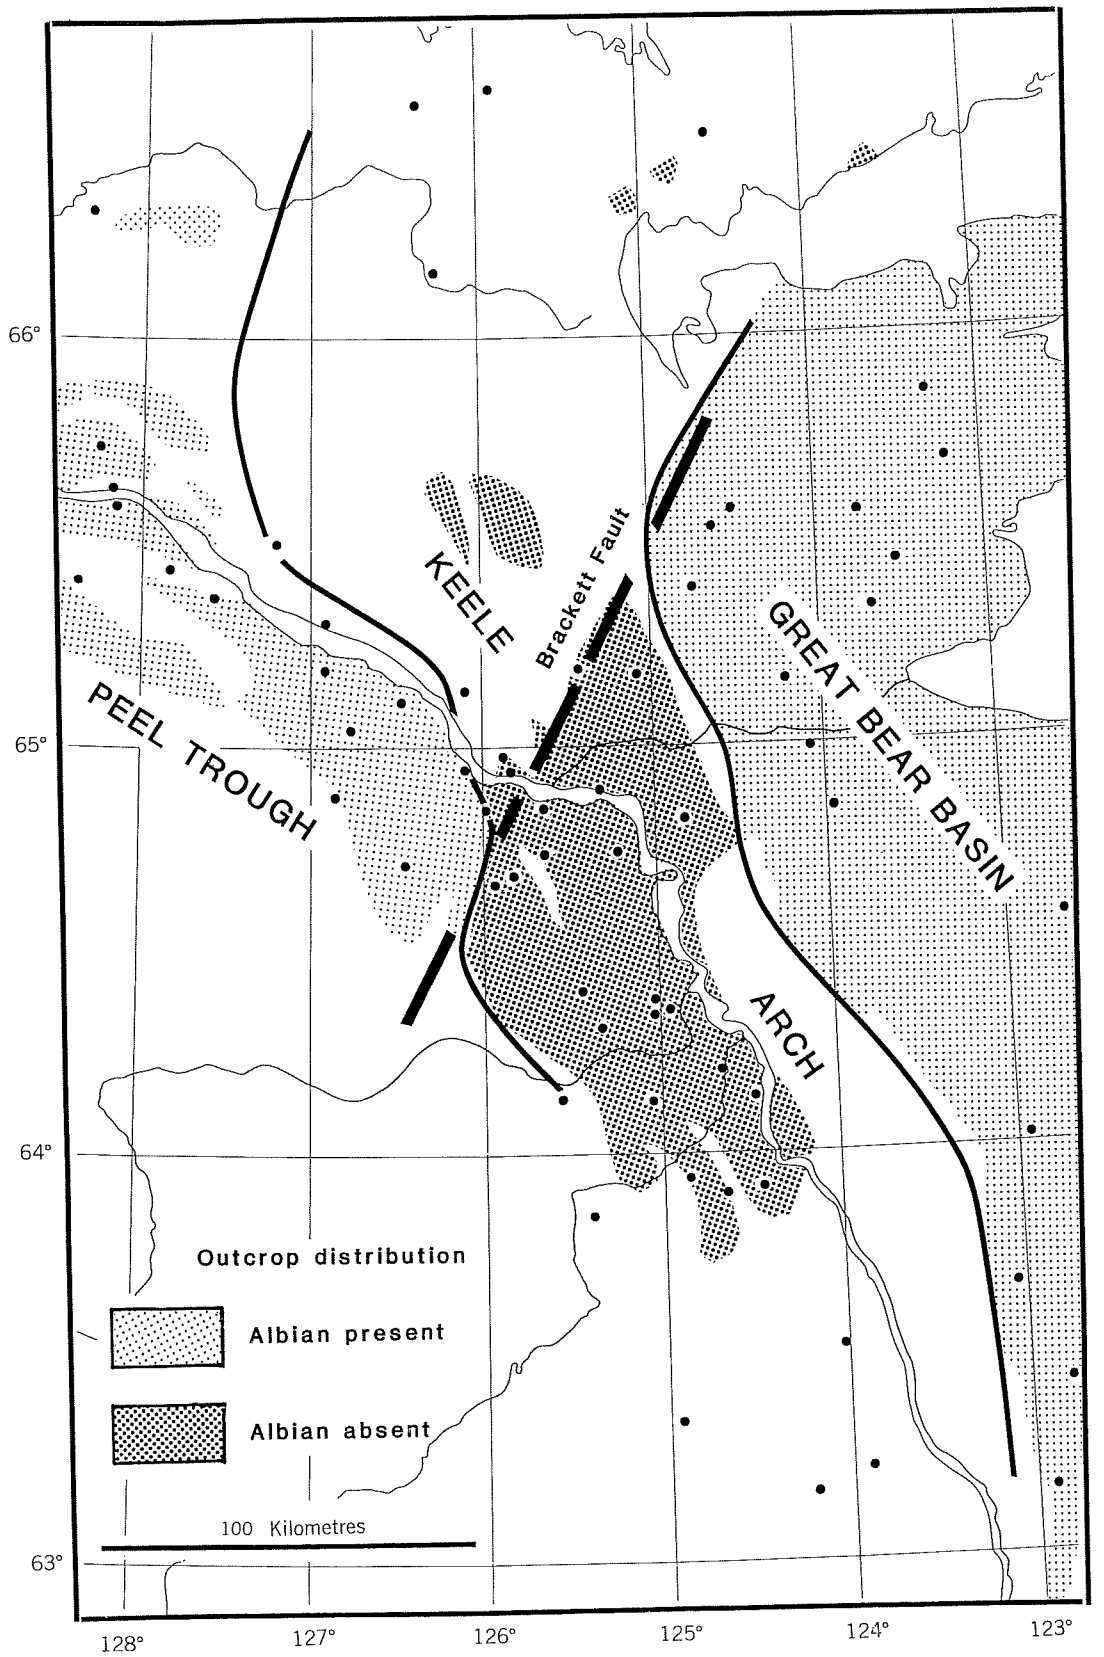 66°
KEELE
Brackett Fault
GREAT BEAR BASIN
PEEL TROUGH
65°
ARCH
64°
Outcrop distribution
Albian present
Albian absent
100 Kilometres
63°
128°
127°
126°
125°
124°
123°